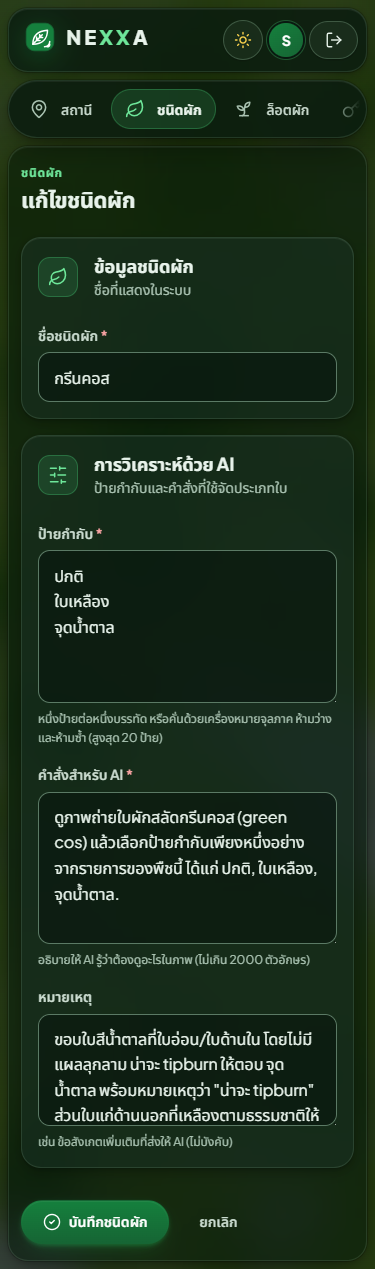 NEXXA
S
สถานี
ชนิดผัก
ล็อตผัก
ชนิดผัก
แก้ไขชนิดผัก
ข้อมูลชนิดผัก
ชื่อที่แสดงในระบบ
ชื่อชนิดผัก *
กรีนคอส
การวิเคราะห์ด้วย AI
ป้ายกำกับและคำสั่งที่ใช้จัดประเภทใบ
ป้ายกำกับ *
ปกติ
ใบเหลือง
จุดน้ำตาล
หนึ่งป้ายต่อหนึ่งบรรทัด หรือคั่นด้วยเครื่องหมายจุลภาค ห้ามว่าง
และห้ามซ้ำ (สูงสุด 20 ป้าย)
คำสั่งสำหรับ AI *
ดูภาพถ่ายใบผักสลัดกรีนคอส (green
cos) แล้วเลือกป้ายกำกับเพียงหนึ่งอย่าง
จากรายการของพืชนี้ ได้แก่ ปกติ, ใบเหลือง,
จุดน้ำตาล.
อธิบายให้ AI รู้ว่าต้องดูอะไรในภาพ (ไม่เกิน 2000 ตัวอักษร)
หมายเหตุ
ขอบใบสีน้ำตาลที่ใบอ่อน/ใบด้านใน โดยไม่มี
แผลลุกลาม น่าจะ tipburn ให้ตอบ จุด
น้ำตาล พร้อมหมายเหตุว่า "น่าจะ tipburn"
ส่วนใบแก่ด้านนอกที่เหลืองตามธรรมชาติให้
เช่น ข้อสังเกตเพิ่มเติมที่ส่งให้ AI (ไม่บังคับ)
บันทึกชนิดผัก
ยกเลิก